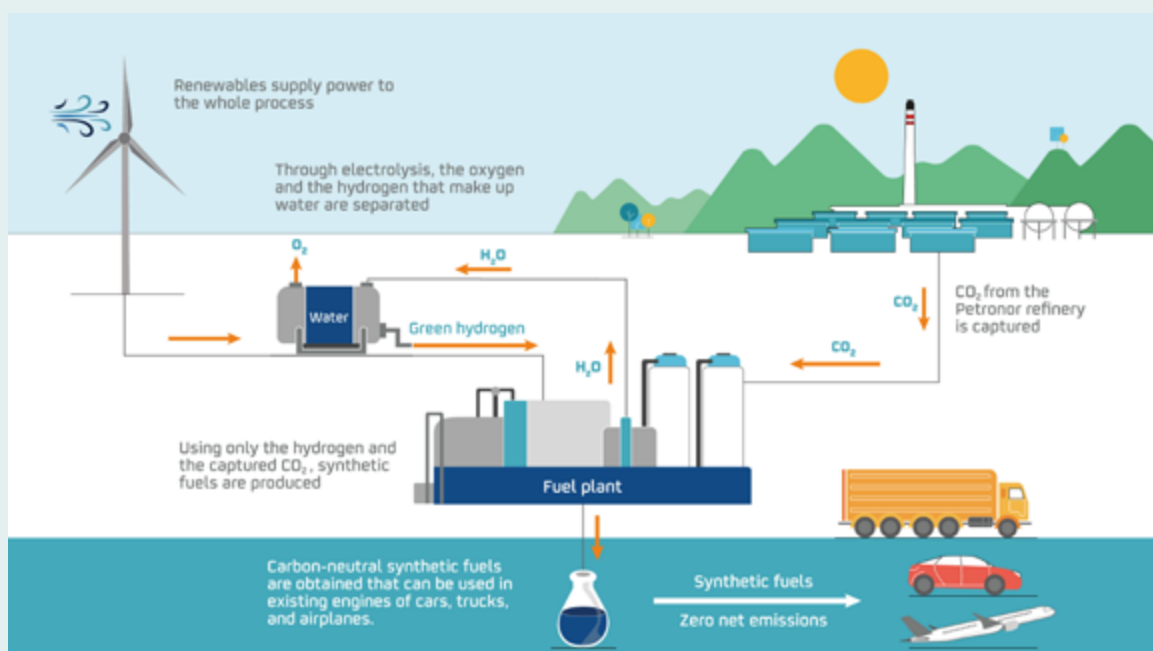 Renewables supply power to
the whole process
Through electrolysis, the oxygen
and the hydrogen that make up
water are separated
O₂
H₂O
Water
Green hydrogen
H₂O
CO₂
CO₂ from the
Petronor refinery
is captured
CO₂
Using only the hydrogen and
the captured CO₂, synthetic
fuels are produced
Fuel plant
Carbon-neutral synthetic fuels
are obtained that can be used in
existing engines of cars, trucks,
and airplanes.
Synthetic fuels
Zero net emissions